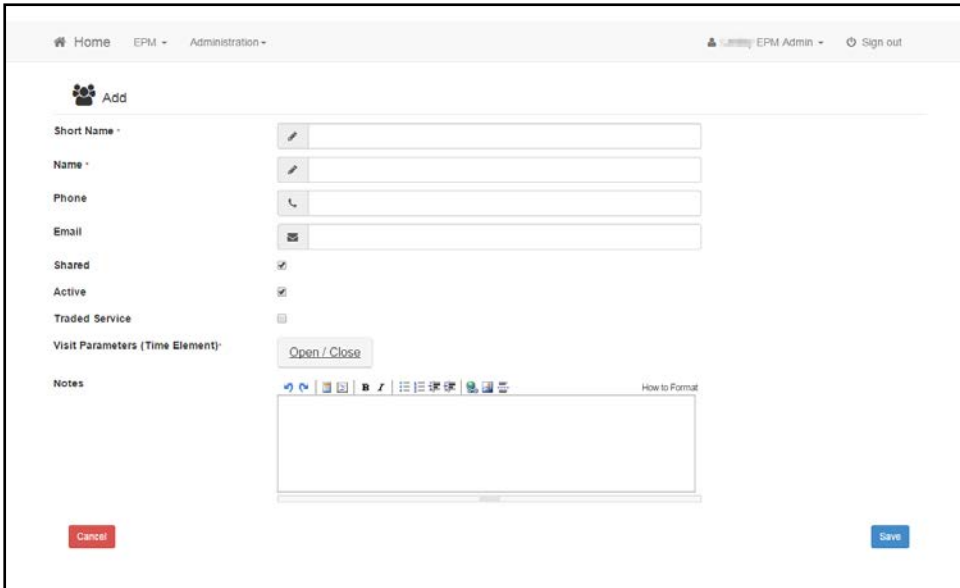 Home EPM Administration EPM Admin Sign out
Add
Short Name *
Name *
Phone
Email
Shared
Active
Traded Service
Visit Parameters (Time Element)*
Open / Close
Notes
B I How to Format
Cancel
Save